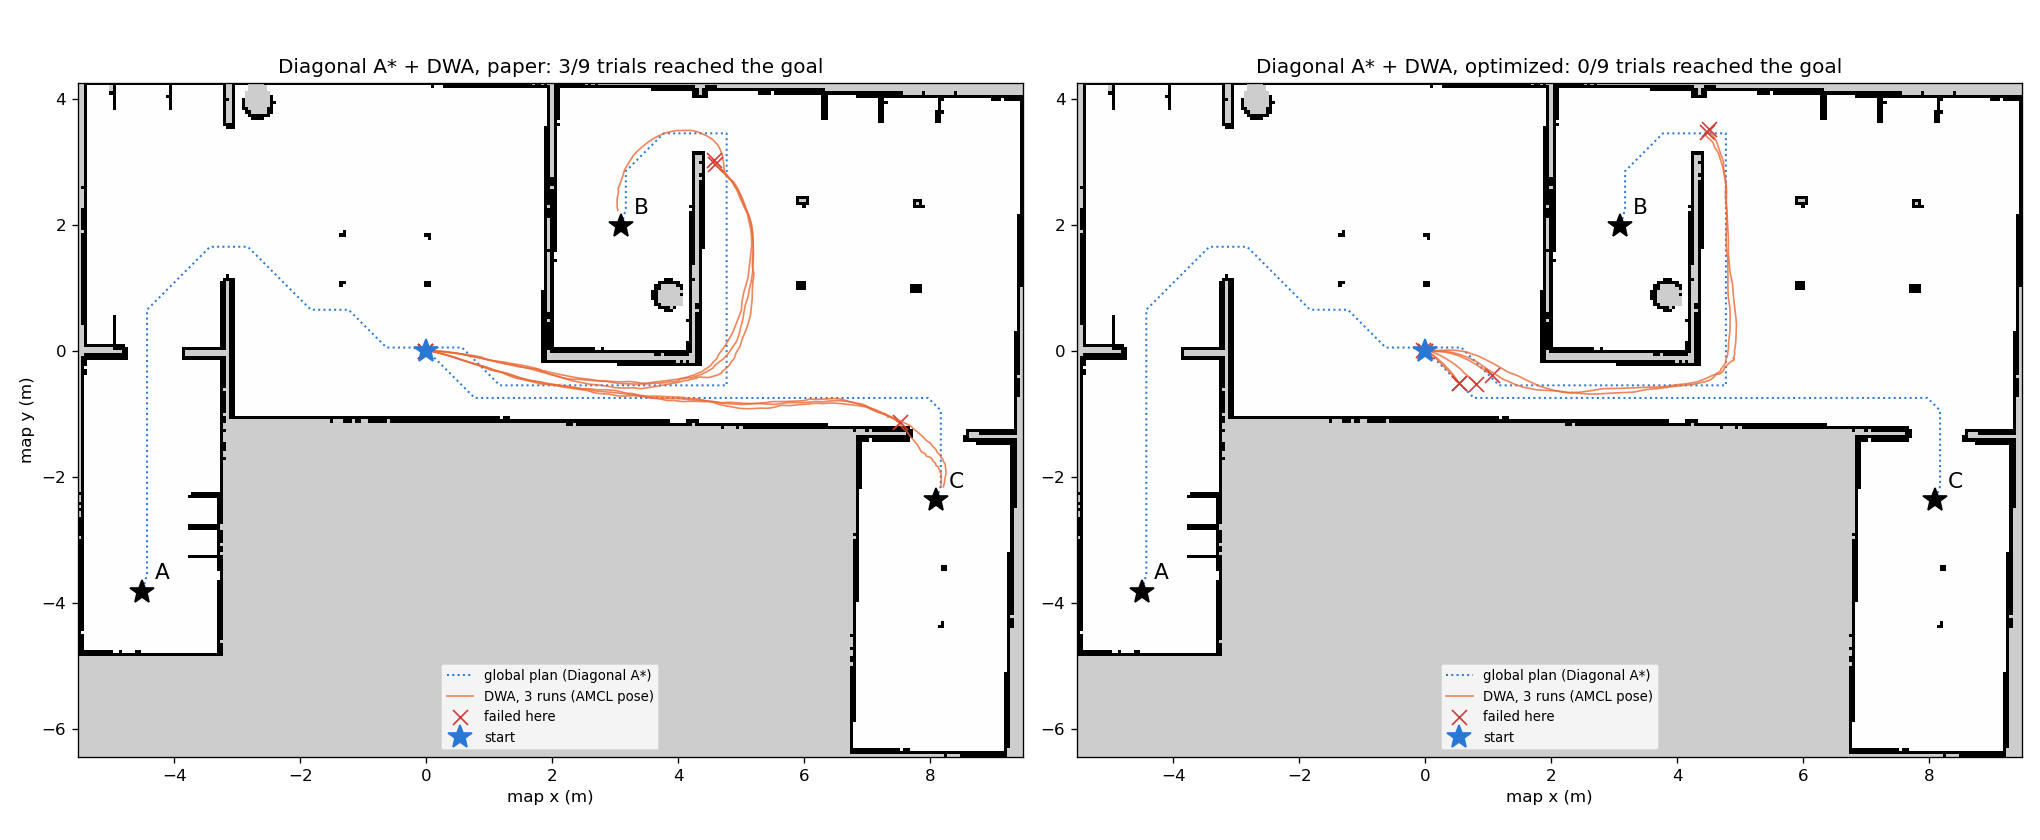 Diagonal A* + DWA, paper: 3/9 trials reached the goal
4
2
0
−2
−4
−6
map y (m)
A
B
C
global plan (Diagonal A*)
DWA, 3 runs (AMCL pose)
failed here
start
−4
−2
0
2
4
6
8
map x (m)
Diagonal A* + DWA, optimized: 0/9 trials reached the goal
4
2
0
−2
−4
−6
A
B
C
global plan (Diagonal A*)
DWA, 3 runs (AMCL pose)
failed here
start
−4
−2
0
2
4
6
8
map x (m)